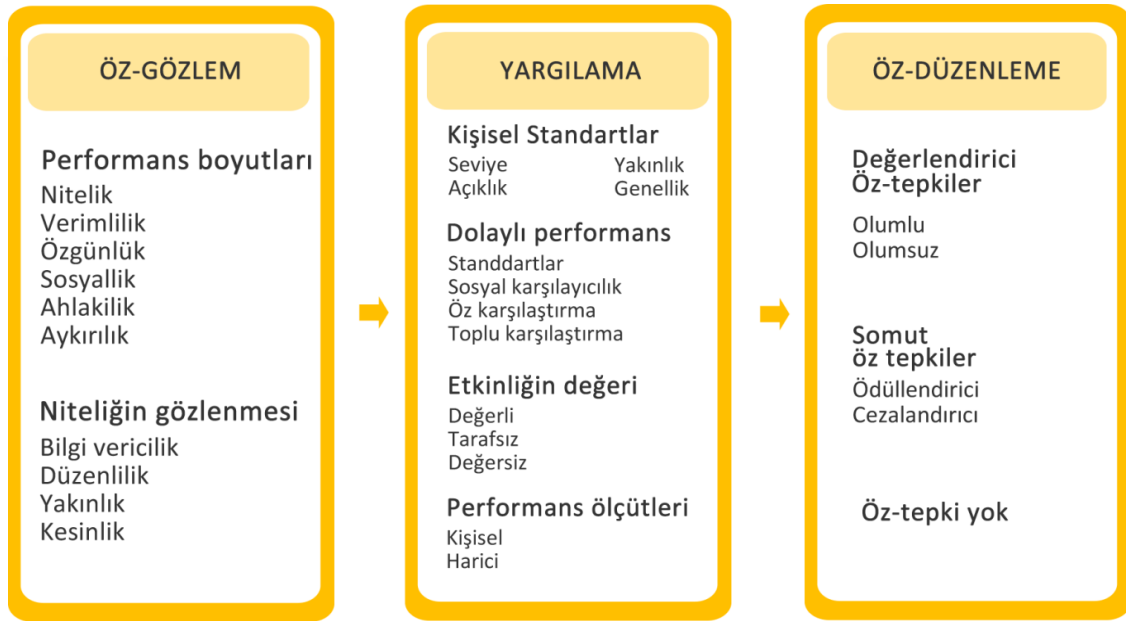 ÖZ-GÖZLEM
Performans boyutları
Nitelik
Verimlilik
Özgünlük
Sosyallik
Ahlakilik
Aykırılık
Niteliğin gözlenmesi
Bilgi vericilik
Düzenlilik
Yakınlık
Kesinlik
YARGILAMA
Kişisel Standartlar
Seviye Yakınlık
Açıklık Genellik
Dolaylı performans
Standdartlar
Sosyal karşılayıcılık
Öz karşılaştırma
Toplu karşılaştırma
Etkinliğin değeri
Değerli
Tarafsız
Değersiz
Performans ölçütleri
Kişisel
Harici
ÖZ-DÜZENLEME
Değerlendirici
Öz-tepkiler
Olumlu
Olumsuz
Somut
öz tepkiler
Ödüllendirici
Cezalandırıcı
Öz-tepki yok